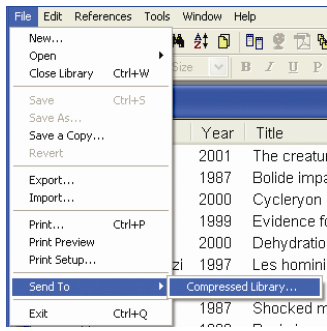 File Edit References Tools Window Help
New...
Open
Close Library Ctrl+W
Save Ctrl+S
Save As...
Save a Copy...
Revert
Export...
Import...
Print... Ctrl+P
Print Preview
Print Setup...
Send To
Exit Ctrl+Q
Compressed Library...
Size B I U P
Year Title
2001 The creatu
1987 Bolide impa
2000 Cycleryon
1999 Evidence fo
2000 Dehydratio
zi 1997 Les homini
1987 Shocked m